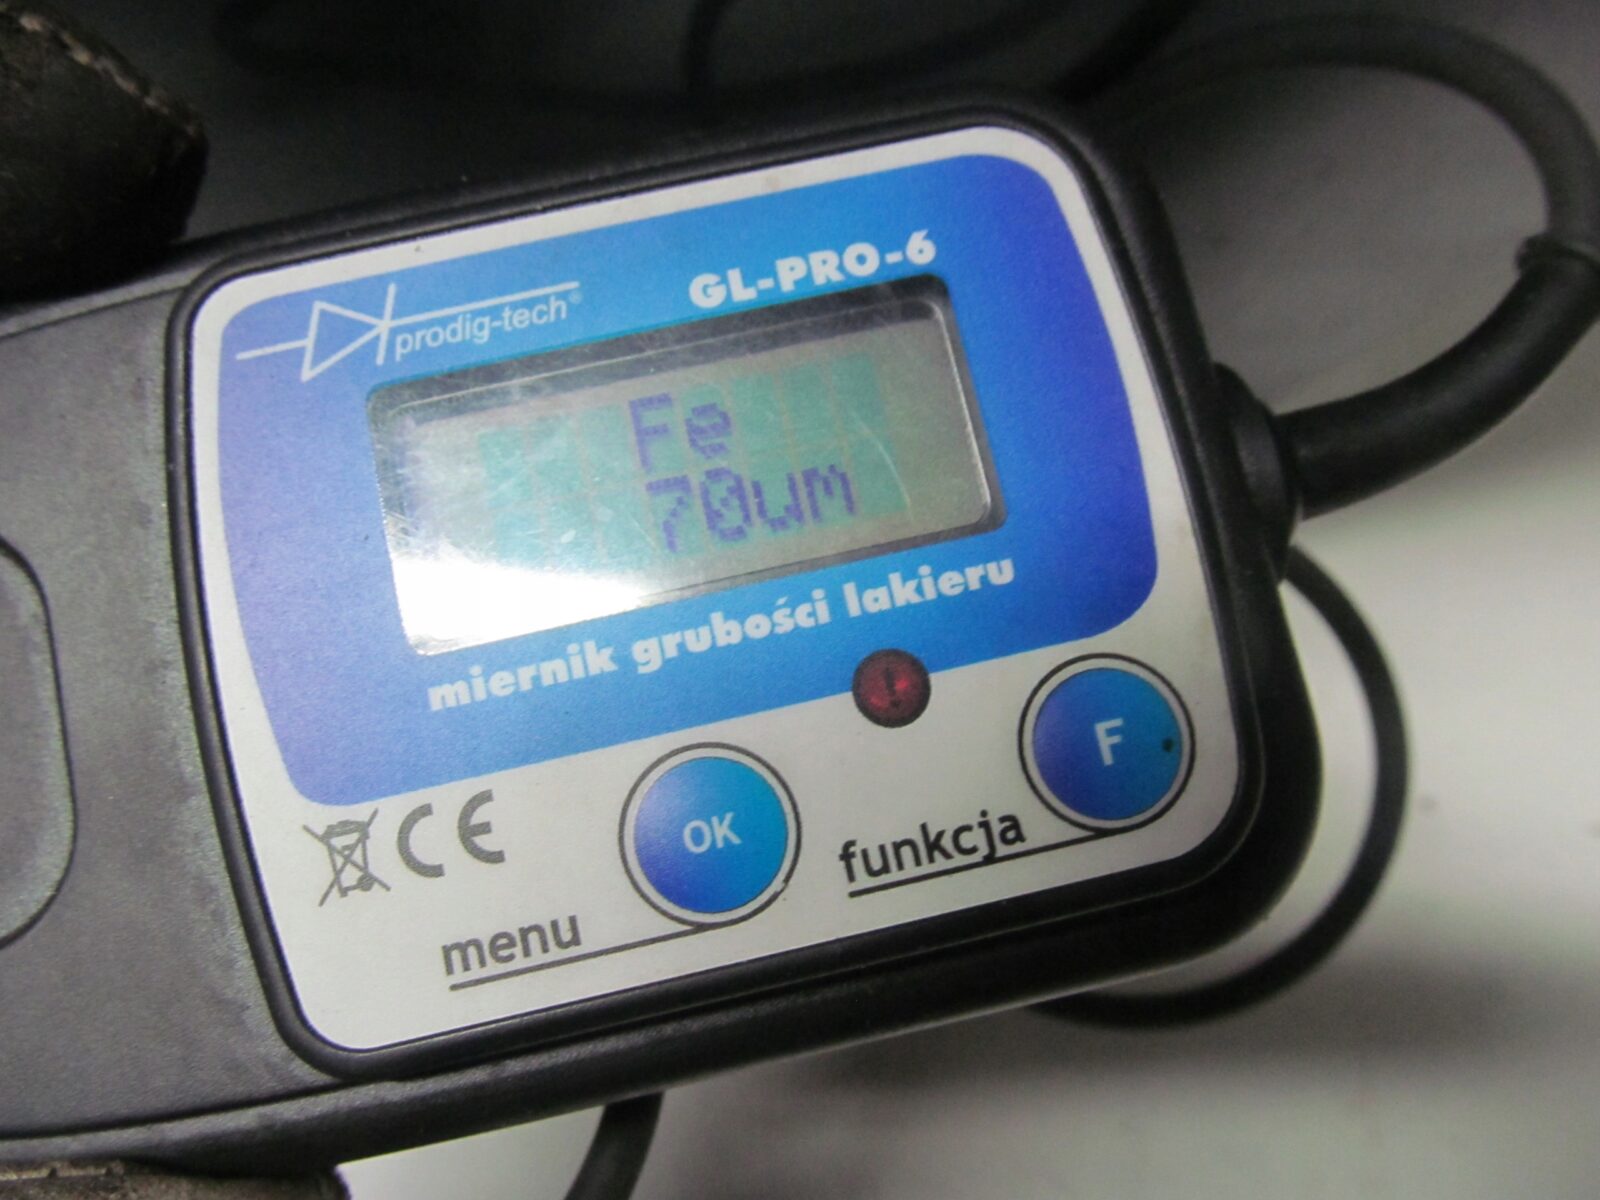 prodig-tech®
GL-PRO-6
Fe
70um
miernik grubości lakieru
!
F
OK
funkcja
CE
menu